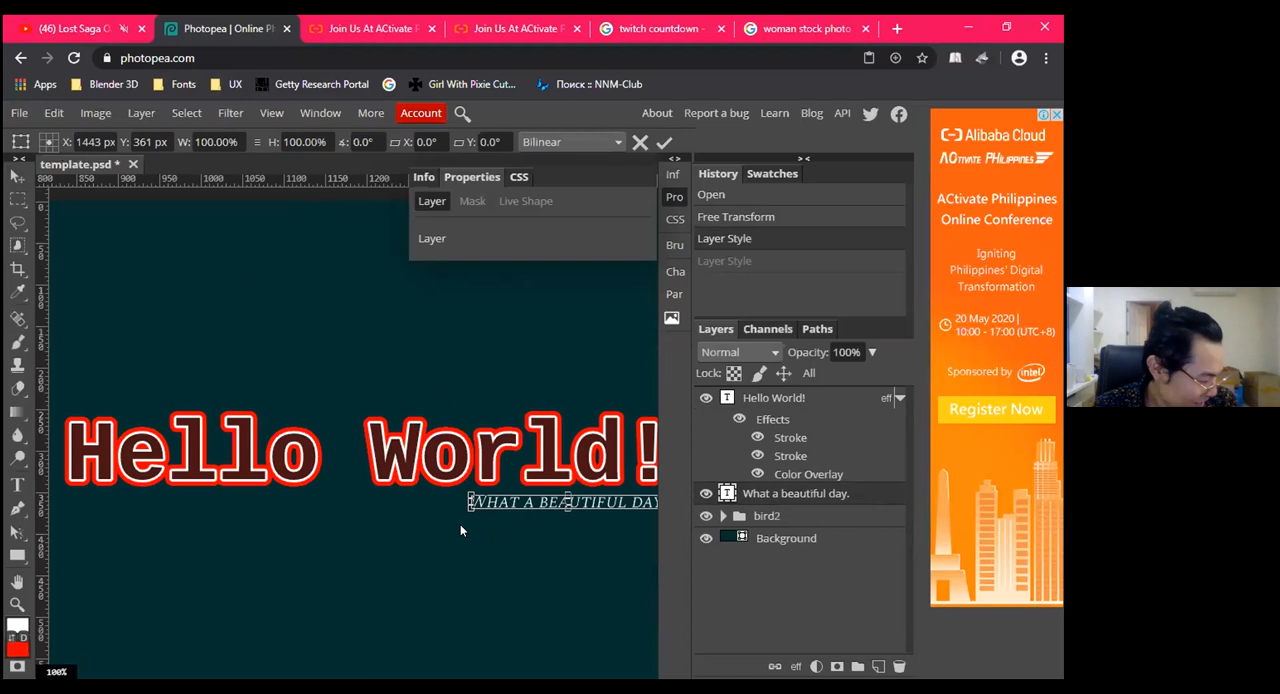 (46) Lost Saga O
Photopea | Online Ph
Join Us At ACtivate F
Join Us At ACtivate F
twitch countdown -
woman stock photo
photopea.com
Apps
Blender 3D
Fonts
UX
Getty Research Portal
Girl With Pixie Cut...
Поиск :: NNM-Club
File Edit Image Layer Select Filter View Window More Account
About Report a bug Learn Blog API
X: 1443 px Y: 361 px W: 100.00% H: 100.00% ∡: 0.0° X: 0.0° Y: 0.0° Bilinear
template.psd *
> <
< >
> <
800 900 1000 1100 1200
Info Properties CSS
Layer Mask Live Shape
Layer
Inf
Pro
CSS
Bru
Cha
Par
History Swatches
Open
Free Transform
Layer Style
Layer Style
Layers Channels Paths
Normal Opacity: 100%
Lock: All
Hello World! eff
Effects
Stroke
Stroke
Color Overlay
What a beautiful day.
bird2
Background
eff
Hello World!
WHAT A BEAUTIFUL DAY
D
100%
Alibaba Cloud
ACtivate PHilippines
ACtivate Philippines
Online Conference
Igniting
Philippines' Digital
Transformation
20 May 2020 |
10:00 - 17:00 (UTC+8)
Sponsored by intel
Register Now